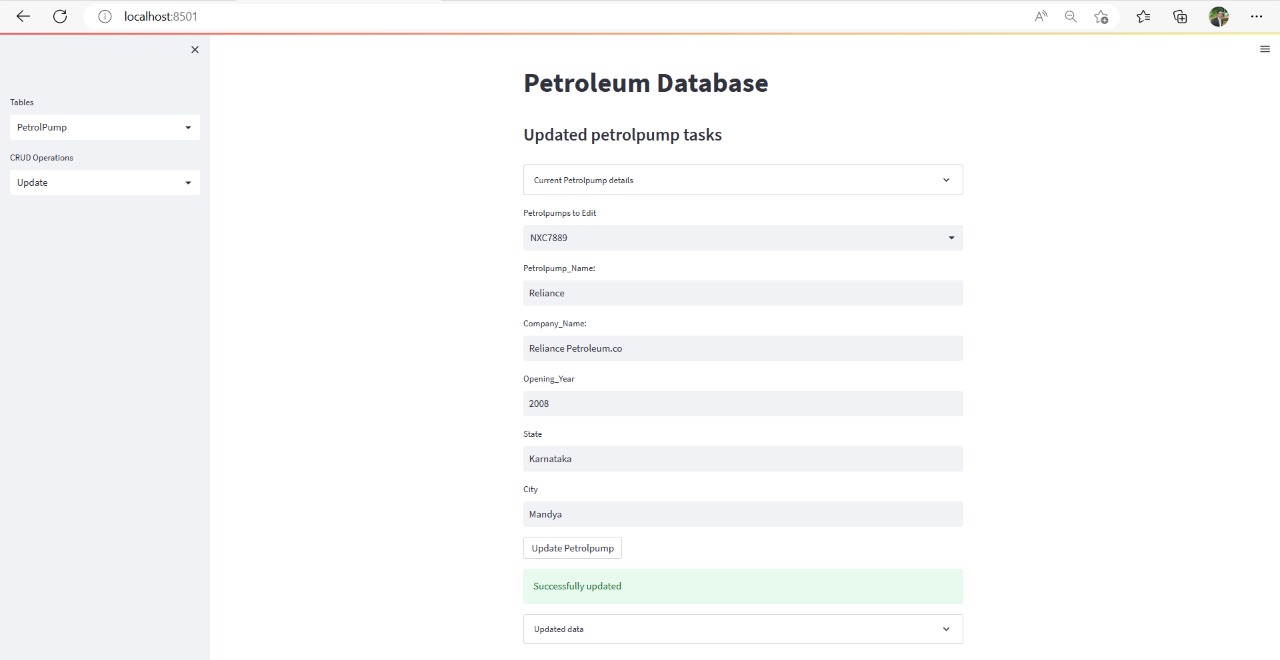 localhost:8501
Tables
PetrolPump
CRUD Operations
Update
Petroleum Database
Updated petrolpump tasks
Current Petrolpump details
Petrolpumps to Edit
NXC7889
Petrolpump_Name:
Reliance
Company_Name:
Reliance Petroleum.co
Opening_Year
2008
State
Karnataka
City
Mandya
Update Petrolpump
Successfully updated
Updated data